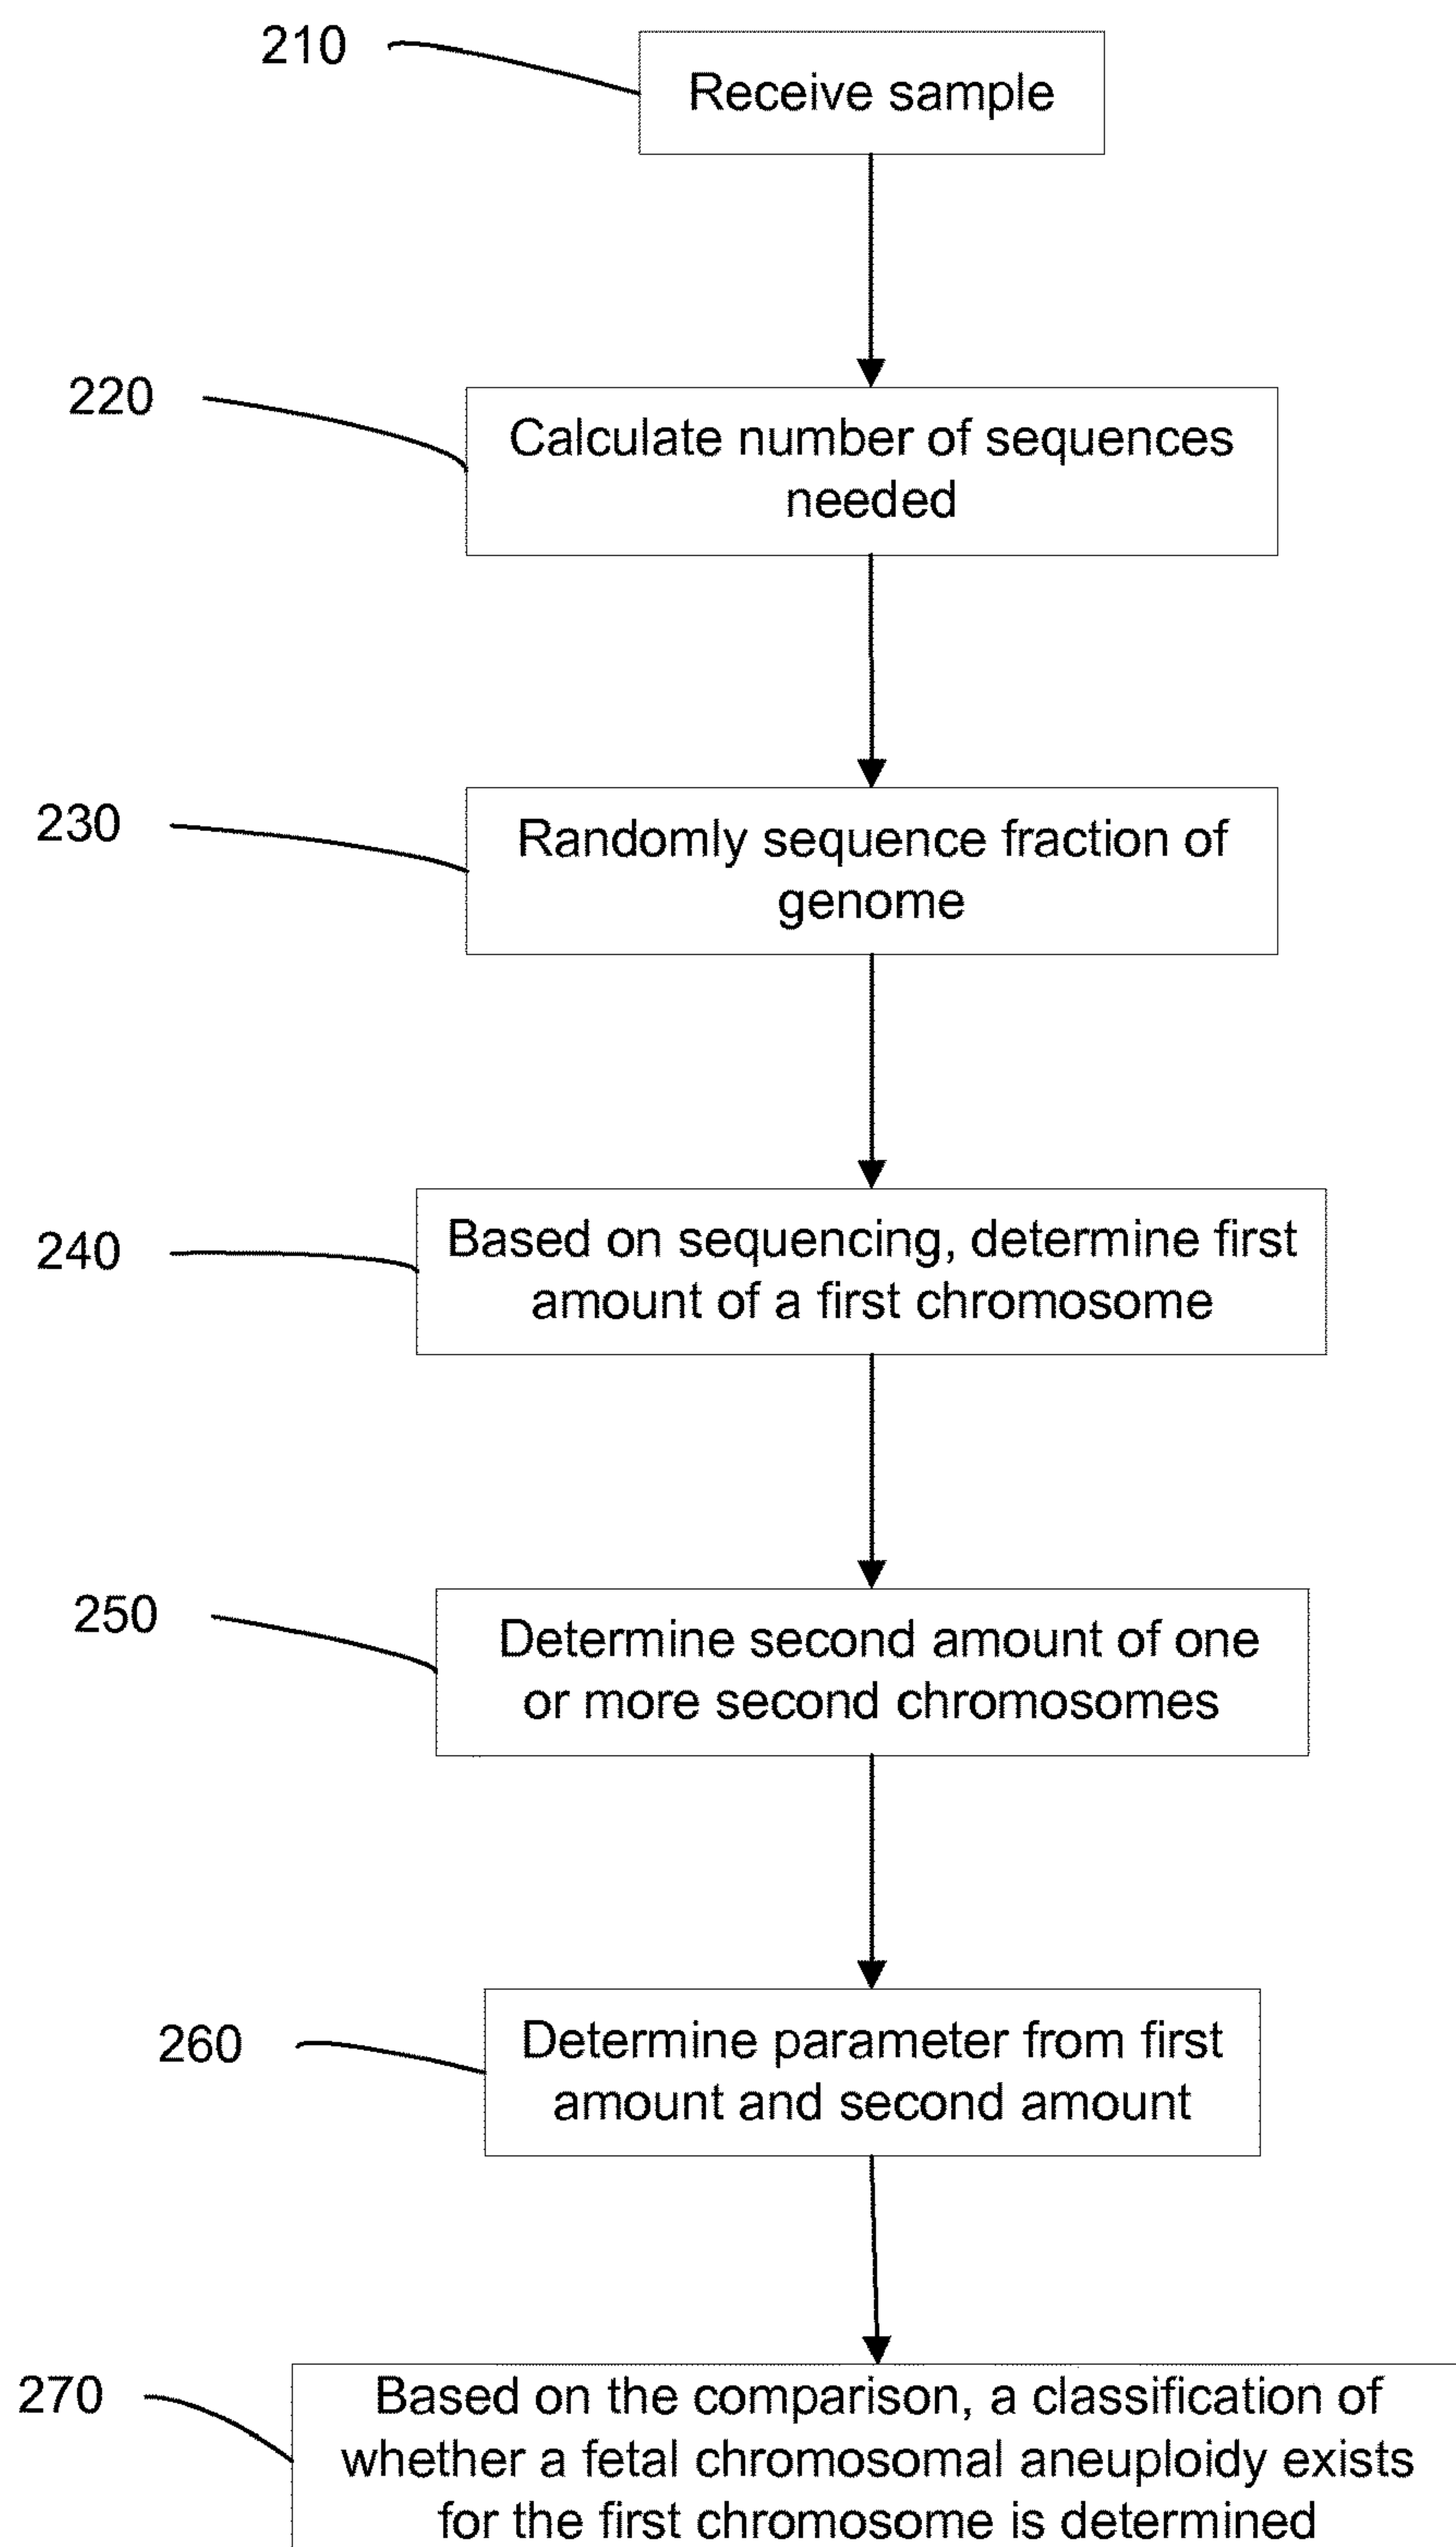 210
Receive sample
220
Calculate number of sequences
needed
230
Randomly sequence fraction of
genome
240
Based on sequencing, determine first
amount of a first chromosome
250
Determine second amount of one
or more second chromosomes
260
Determine parameter from first
amount and second amount
270
Based on the comparison, a classification of
whether a fetal chromosomal aneuploidy exists
for the first chromosome is determined